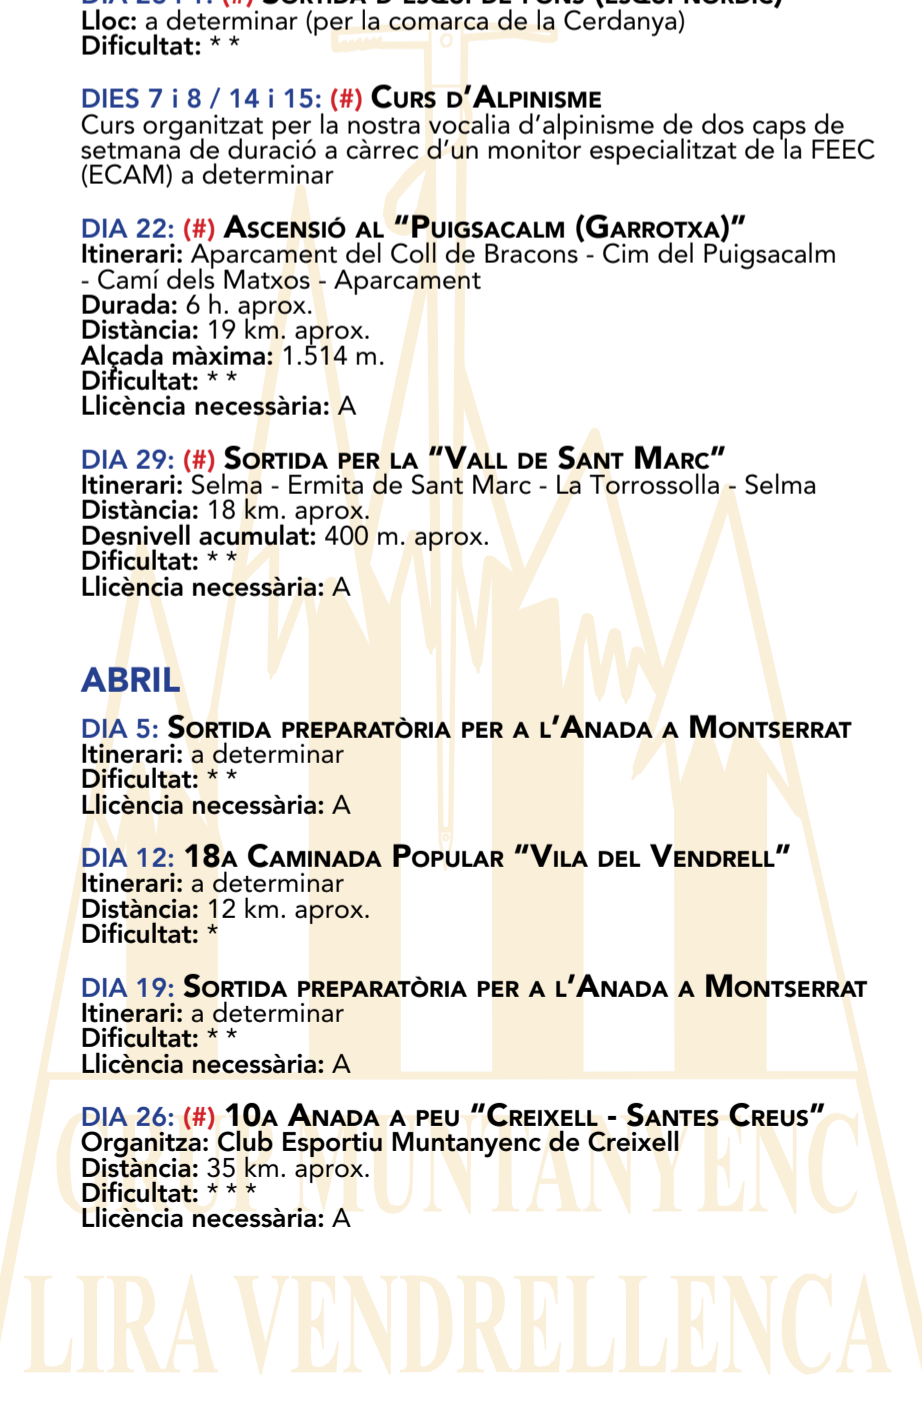 SORTIDA D'ESQUÍ DE FONS (ESQUÍ NÒRDIC)
Lloc: a determinar (per la comarca de la Cerdanya)
Dificultat: * *
DIES 7 i 8 / 14 i 15: (#) CURS D'ALPINISME
Curs organitzat per la nostra vocalia d'alpinisme de dos caps de
setmana de duració a càrrec d'un monitor especialitzat de la FEEC
(ECAM) a determinar
DIA 22: (#) ASCENSIÓ AL "PUIGSACALM (GARROTXA)"
Itinerari: Aparcament del Coll de Bracons - Cim del Puigsacalm
- Camí dels Matxos - Aparcament
Durada: 6 h. aprox.
Distància: 19 km. aprox.
Alçada màxima: 1.514 m.
Dificultat: * *
Llicència necessària: A
DIA 29: (#) SORTIDA PER LA "VALL DE SANT MARC"
Itinerari: Selma - Ermita de Sant Marc - La Torrossolla - Selma
Distància: 18 km. aprox.
Desnivell acumulat: 400 m. aprox.
Dificultat: * *
Llicència necessària: A
ABRIL
DIA 5: SORTIDA PREPARATÒRIA PER A L'ANADA A MONTSERRAT
Itinerari: a determinar
Dificultat: * *
Llicència necessària: A
DIA 12: 18A CAMINADA POPULAR "VILA DEL VENDRELL"
Itinerari: a determinar
Distància: 12 km. aprox.
Dificultat: *
DIA 19: SORTIDA PREPARATÒRIA PER A L'ANADA A MONTSERRAT
Itinerari: a determinar
Dificultat: * *
Llicència necessària: A
DIA 26: (#) 10A ANADA A PEU "CREIXELL - SANTES CREUS"
Organitza: Club Esportiu Muntanyenc de Creixell
Distància: 35 km. aprox.
Dificultat: * * *
Llicència necessària: A
GRUP MUNTANYENC
LIRA VENDRELLENCA